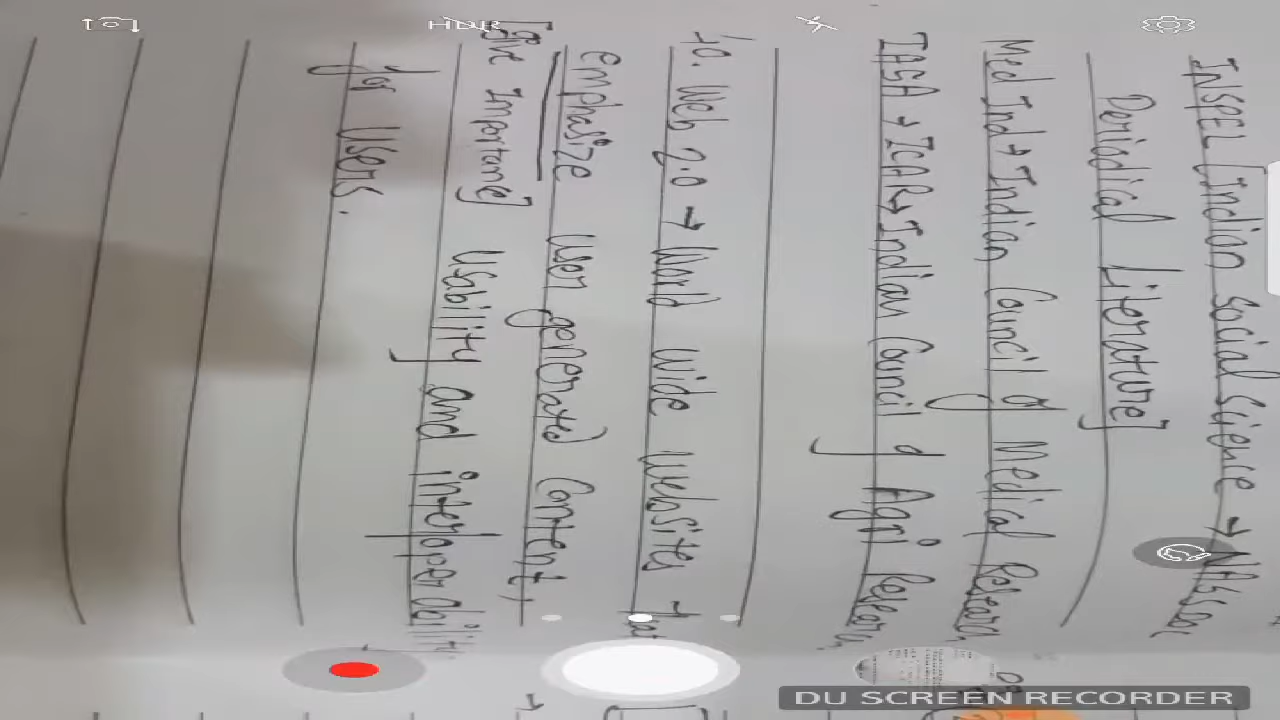 INSPEL [Indian Social Science → NASSDOC
Periodical Literature]
Med Ind → Indian Council of Medical Research
IASA → ICAR → Indian Council of Agri Resear
10. Web 2.0 → World wide websites that
emphasize user generated Content,
[give Importance] usability and interoperability
for users.
HDR
DU SCREEN RECORDER